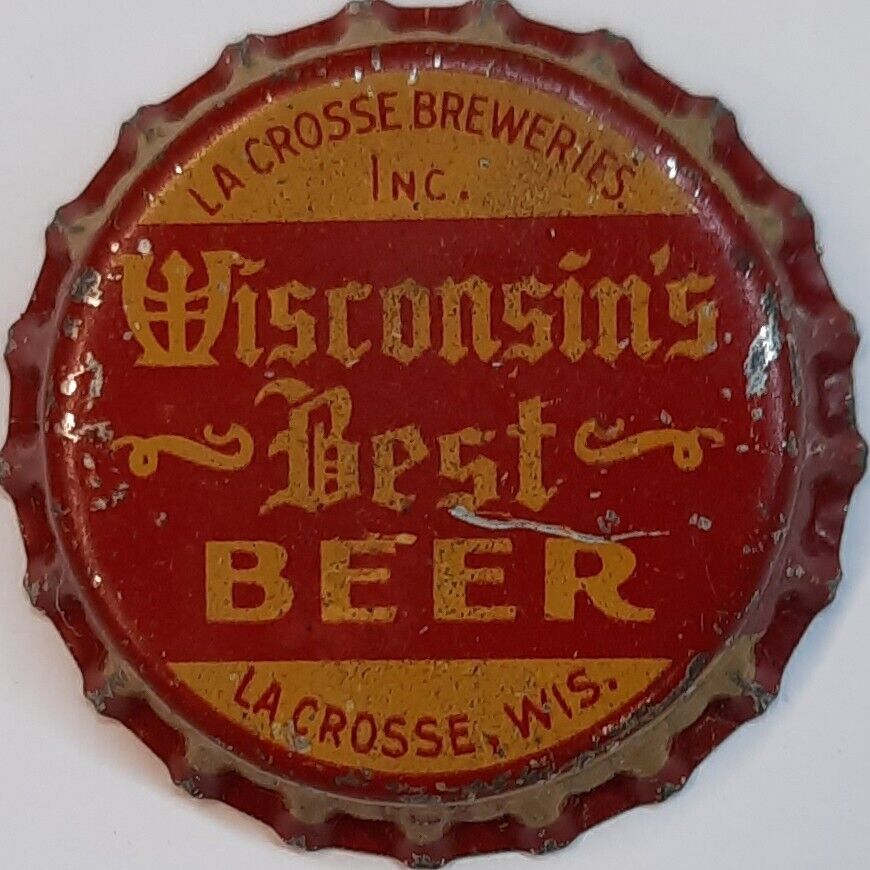 LA CROSSE BREWERIES
INC.
Wisconsin's
Best
BEER
LA CROSSE, WIS.